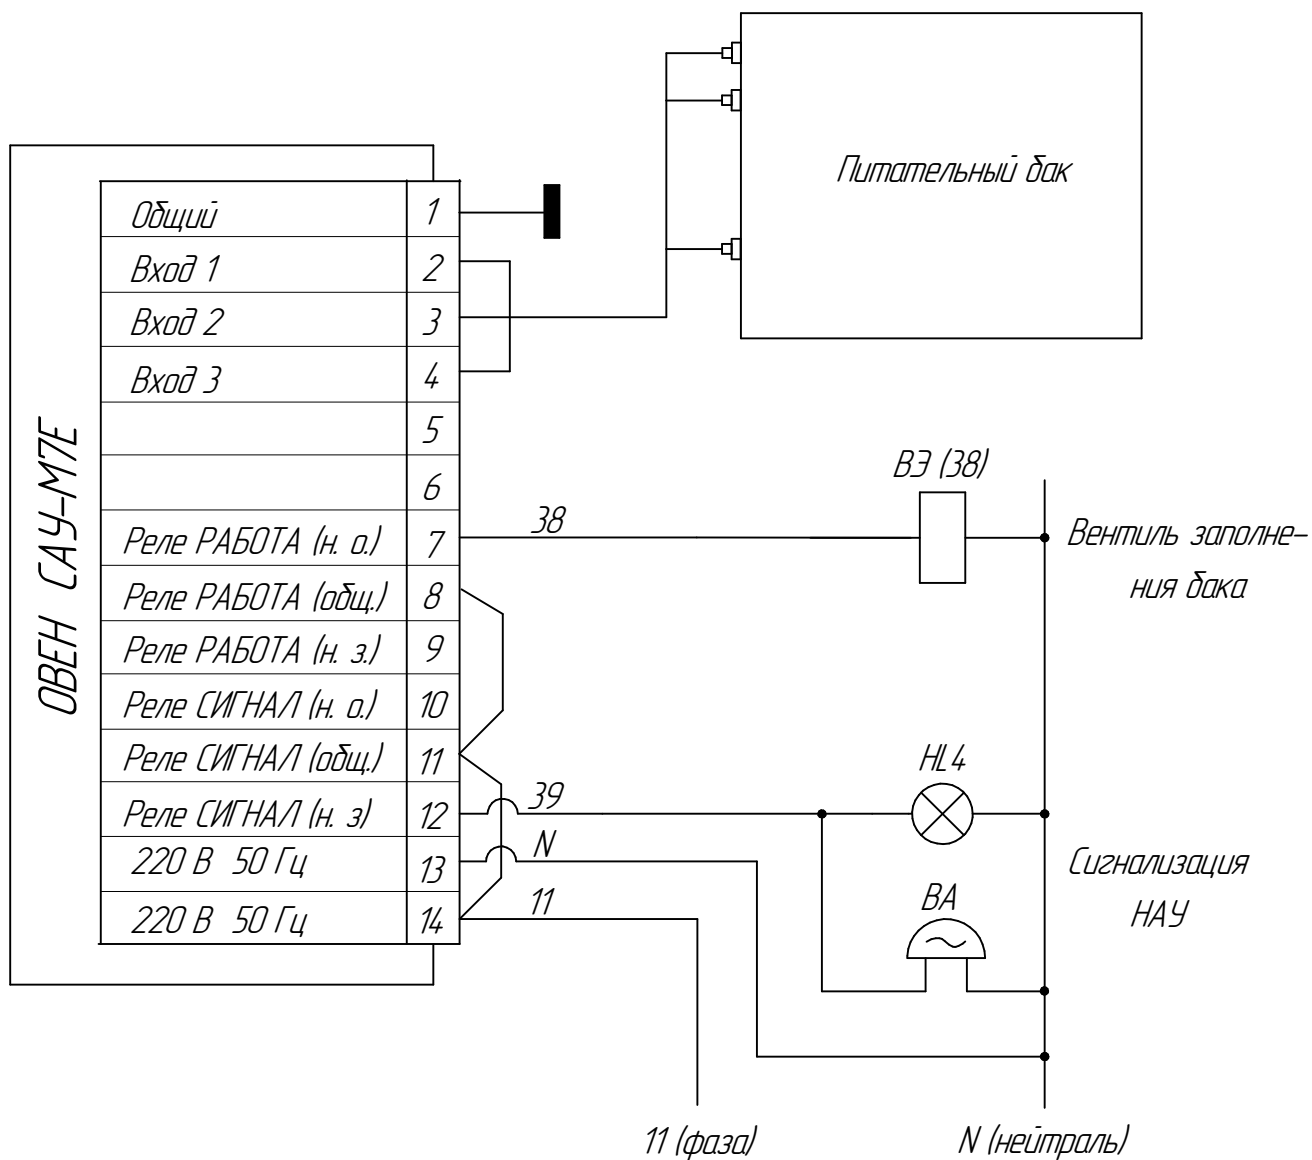 Питательный бак
ОВЕН САУ-М7Е
Общий 1
Вход 1 2
Вход 2 3
Вход 3 4
5
6
Реле РАБОТА (н. о.) 7
Реле РАБОТА (общ.) 8
Реле РАБОТА (н. з.) 9
Реле СИГНАЛ (н. о.) 10
Реле СИГНАЛ (общ.) 11
Реле СИГНАЛ (н. з) 12
220 В 50 Гц 13
220 В 50 Гц 14
38
ВЭ (38)
Вентиль заполне-
ния бака
39
HL4
N
11
ВА
Сигнализация
НАУ
11 (фаза)
N (нейтраль)